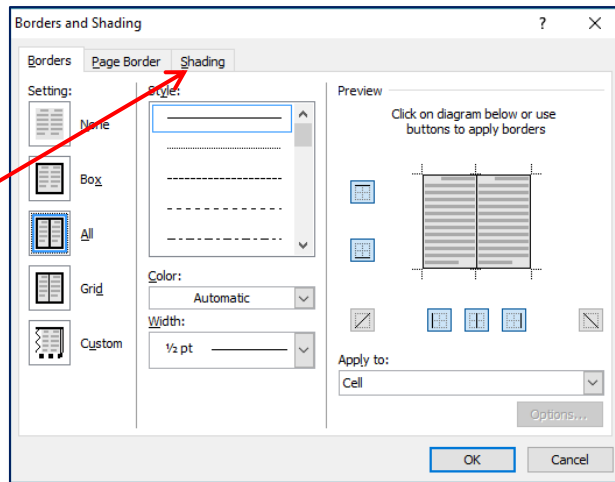 Borders and Shading ? ×
Borders Page Border Shading
Setting:
None
Box
All
Grid
Custom
Style:
Color:
Automatic
Width:
½ pt
Preview
Click on diagram below or use
buttons to apply borders
Apply to:
Cell
Options...
OK Cancel